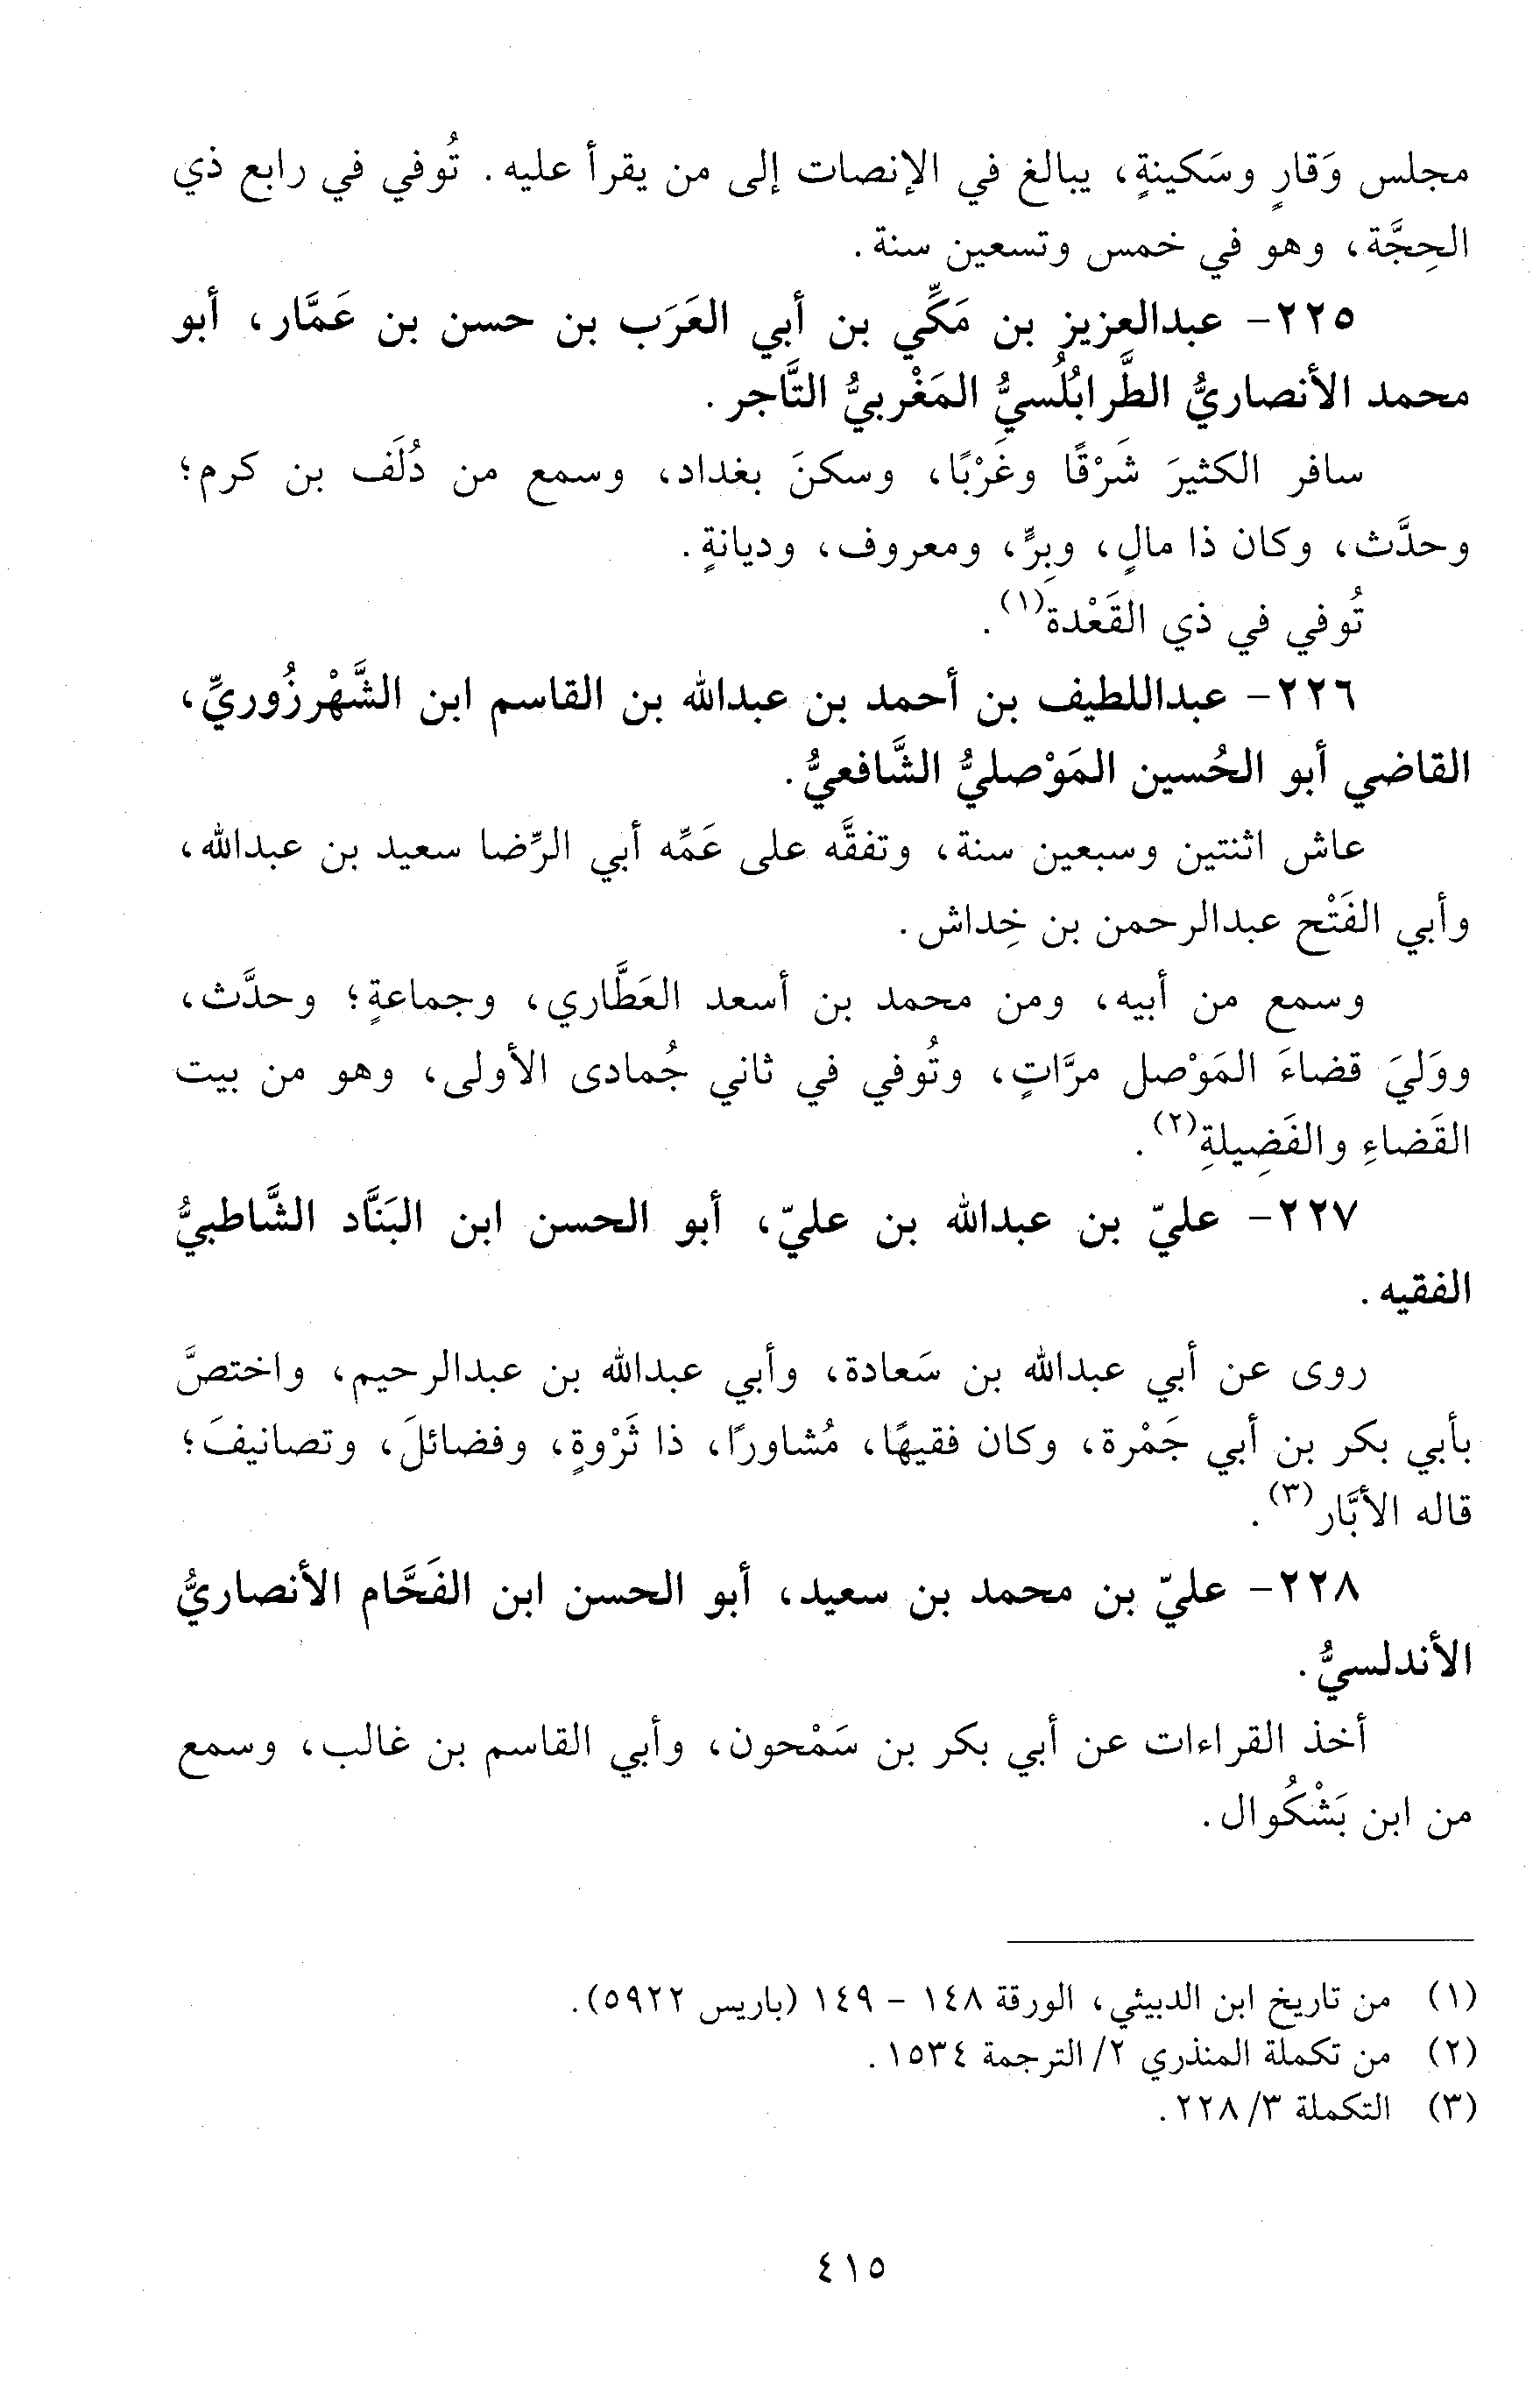 مجلس وَقارٍ وسَكينةٍ، يبالغ في الإنصات إلى من يقرأ عليه. تُوفي في رابع ذي
الحِجَّة، وهو في خمس وتسعين سنة.
٢٢٥- عبدالعزيز بن مَكِّي بن أبي العَرَب بن حسن بن عَمَّار، أبو
محمد الأنصاريُّ الطَّرابُلُسيُّ المَغْربيُّ التَّاجر.
سافر الكثيرَ شَرْقًا وغَرْبًا، وسكنَ بغداد، وسمع من دُلَف بن كرم؛
وحدَّث، وكان ذا مالٍ، وبِرٍّ، ومعروف، وديانةٍ.
تُوفي في ذي القَعْدة(١).
٢٢٦- عبداللطيف بن أحمد بن عبدالله بن القاسم ابن الشَّهْرزُوريِّ،
القاضي أبو الحُسين المَوْصليُّ الشَّافعيُّ.
عاش اثنتين وسبعين سنة، وتفقَّه على عَمِّه أبي الرِّضا سعيد بن عبدالله،
وأبي الفَتْح عبدالرحمن بن خِداش.
وسمع من أبيه، ومن محمد بن أسعد العَطَّاري، وجماعةٍ؛ وحدَّث،
ووَليَ قضاءَ المَوْصل مرَّاتٍ، وتُوفي في ثاني جُمادى الأولى، وهو من بيت
القَضاءِ والفَضِيلةِ(٢).
٢٢٧- عليّ بن عبدالله بن عليّ، أبو الحسن ابن البَنَّاد الشَّاطبيُّ
الفقيه.
روى عن أبي عبدالله بن سَعادة، وأبي عبدالله بن عبدالرحيم، واختصَّ
بأبي بكر بن أبي جَمْرة، وكان فقيهًا، مُشاورًا، ذا ثَرْوةٍ، وفضائلَ، وتصانيفَ؛
قاله الأبَّار(٣).
٢٢٨- عليّ بن محمد بن سعيد، أبو الحسن ابن الفَحَّام الأنصاريُّ
الأندلسيُّ.
أخذ القراءات عن أبي بكر بن سَمْحون، وأبي القاسم بن غالب، وسمع
من ابن بَشْكُوال.
(١) من تاريخ ابن الدبيثي، الورقة ١٤٨ - ١٤٩ (باريس ٥٩٢٢).
(٢) من تكملة المنذري ٢/ الترجمة ١٥٣٤.
(٣) التكملة ٣/ ٢٢٨.
٤١٥